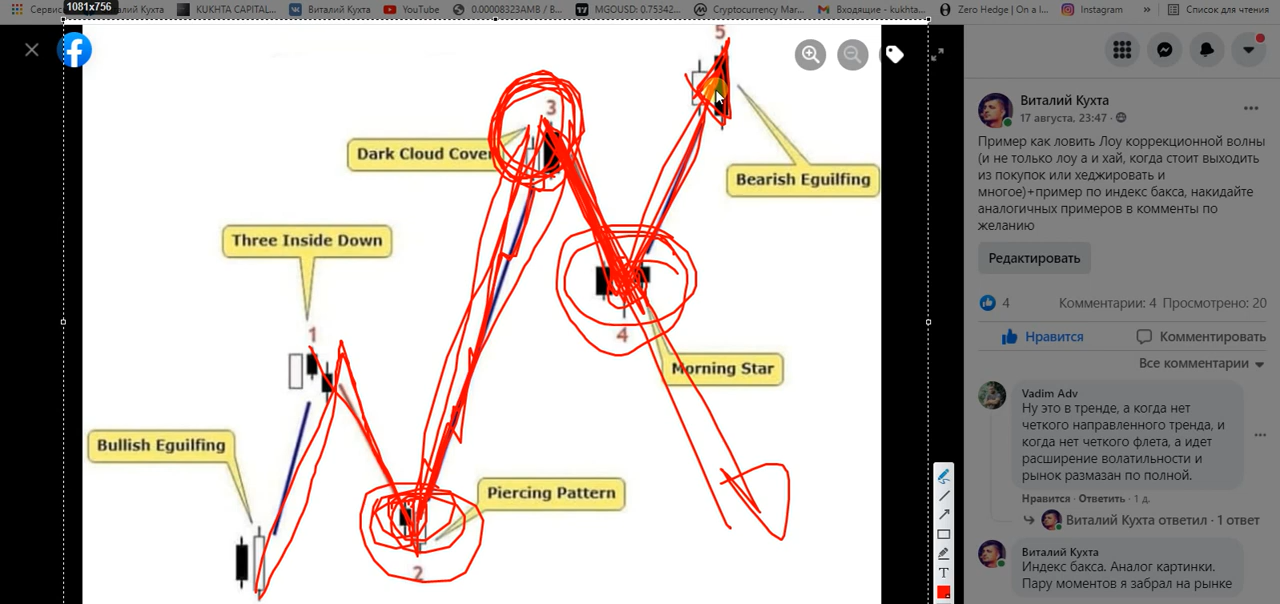 1081x756
Сервис
Виталий Кухта
KUKHTA CAPITAL...
Виталий Кухта
YouTube
0.00008323AMB / B...
MGOUSD: 0.75342...
Cryptocurrency Mar...
Входящие - kukhta...
Zero Hedge | On a l...
Instagram
»
Список для чтения
5
3
Dark Cloud Cover
Bearish Eguilfing
Three Inside Down
1
4
Morning Star
Bullish Eguilfing
Piercing Pattern
2
T
Виталий Кухта
17 августа, 23:47 ·
Пример как ловить Лоу коррекционной волны
(и не только лоу а и хай, когда стоит выходить
из покупок или хеджировать и
многое)+пример по индекс бакса, накидайте
аналогичных примеров в комменты по
желанию
Редактировать
4
Комментарии: 4 Просмотрено: 20
Нравится
Комментировать
Все комментарии
Vadim Adv
Ну это в тренде, а когда нет
четкого направленного тренда, и
когда нет четкого флета, а идет
расширение волатильности и
рынок размазан по полной.
Нравится · Ответить · 1 д.
Виталий Кухта ответил · 1 ответ
Виталий Кухта
Индекс бакса. Аналог картинки.
Пару моментов я забрал на рынке